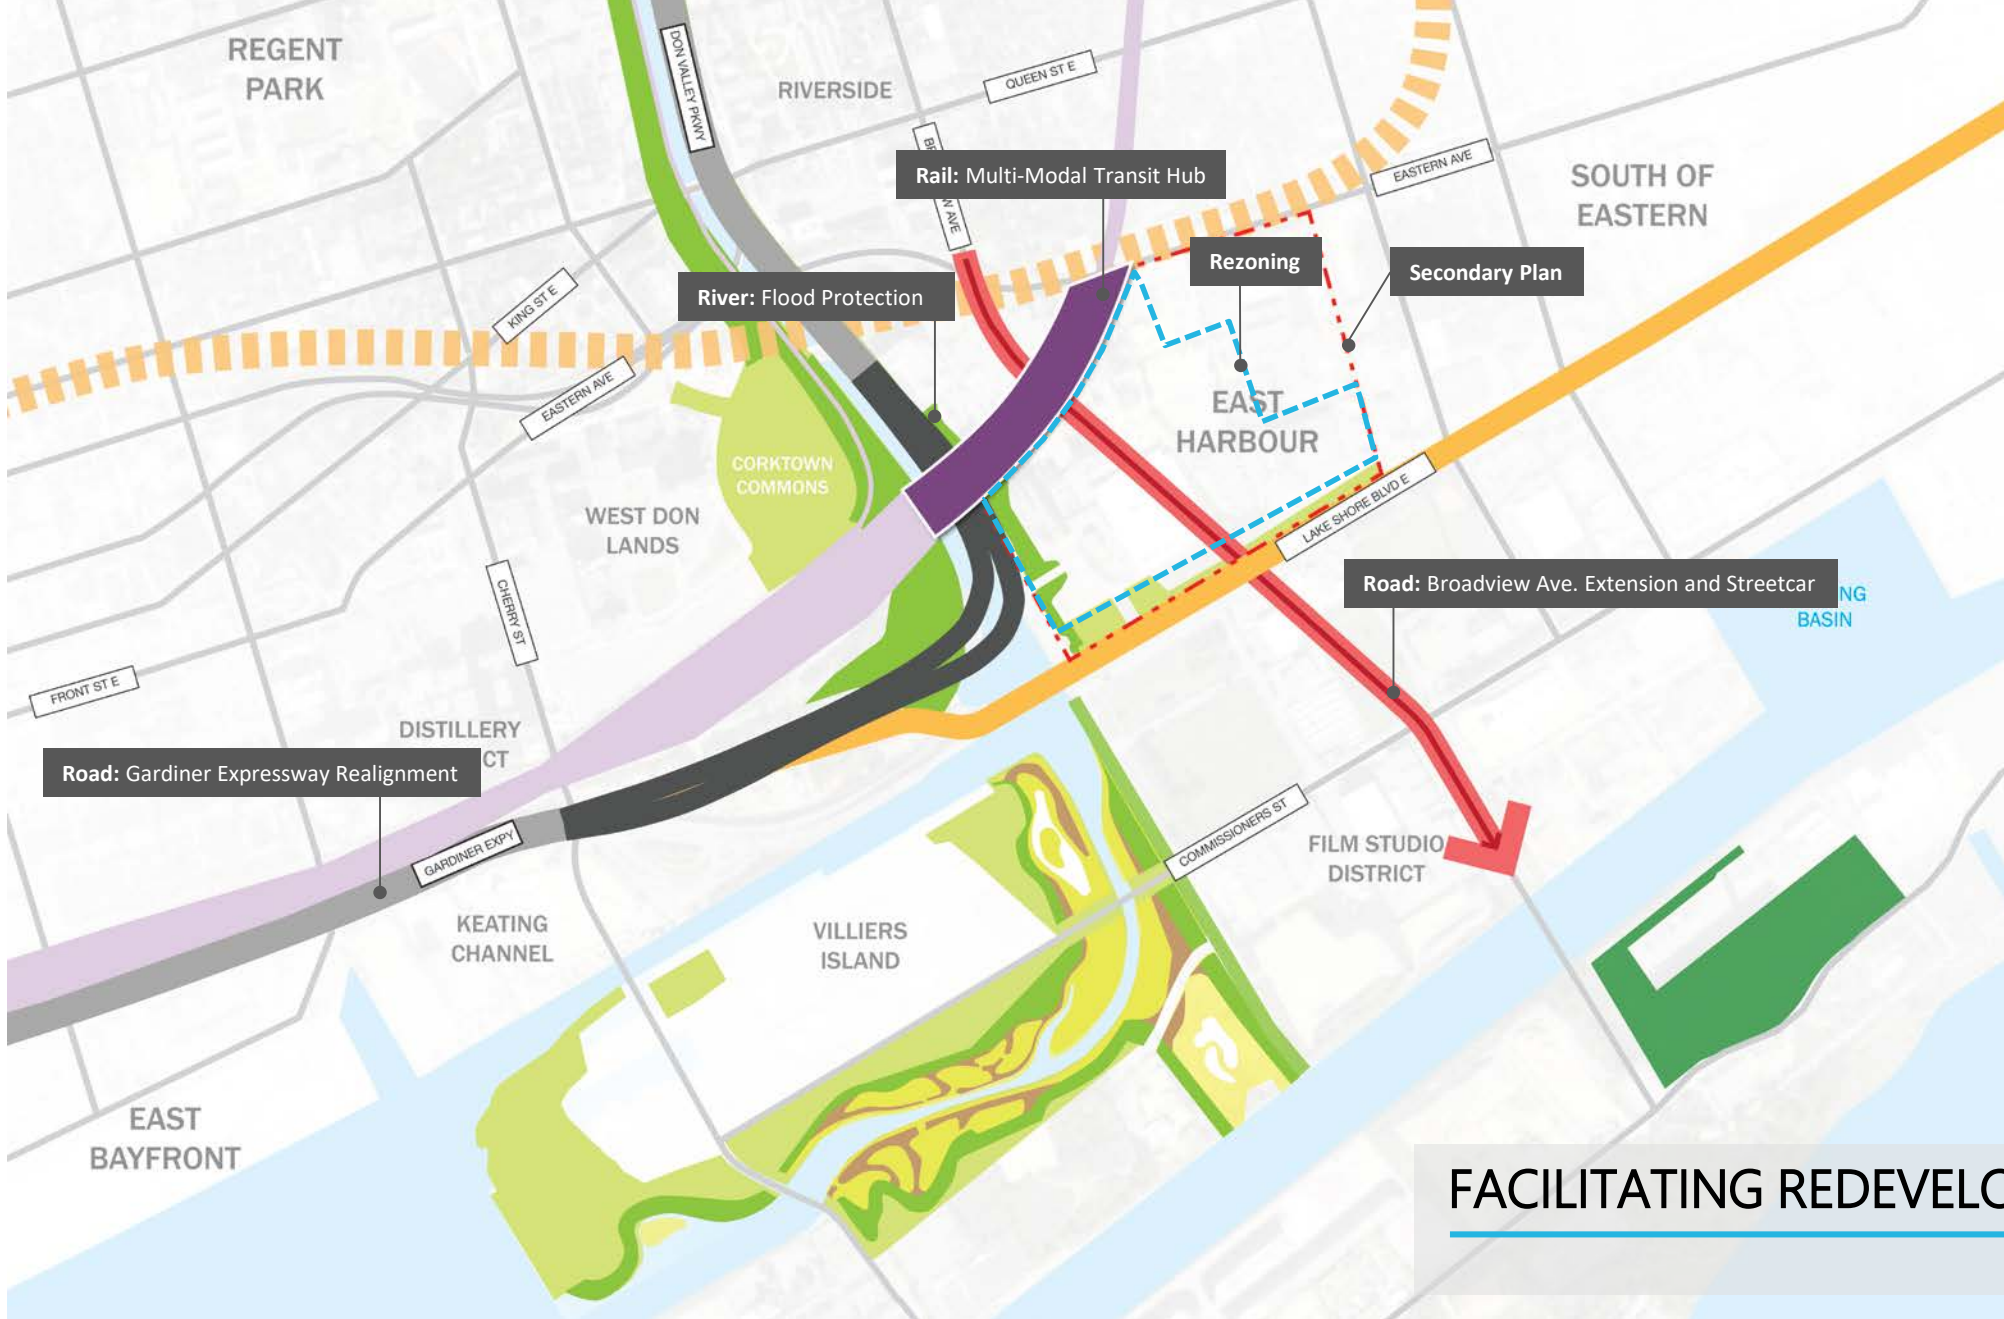 REGENT
PARK
DON VALLEY PKWY
RIVERSIDE
QUEEN ST E
Rail: Multi-Modal Transit Hub
W AVE
EASTERN AVE
SOUTH OF
EASTERN
Rezoning
Secondary Plan
River: Flood Protection
KING ST E
EASTERN AVE
EAST
HARBOUR
CORKTOWN
COMMONS
WEST DON
LANDS
LAKE SHORE BLVD E
CHERRY ST
Road: Broadview Ave. Extension and Streetcar
NG
BASIN
FRONT ST E
DISTILLERY
CT
Road: Gardiner Expressway Realignment
GARDINER EXPY
COMMISSIONERS ST
FILM STUDIO
DISTRICT
KEATING
CHANNEL
VILLIERS
ISLAND
EAST
BAYFRONT
FACILITATING REDEVELO